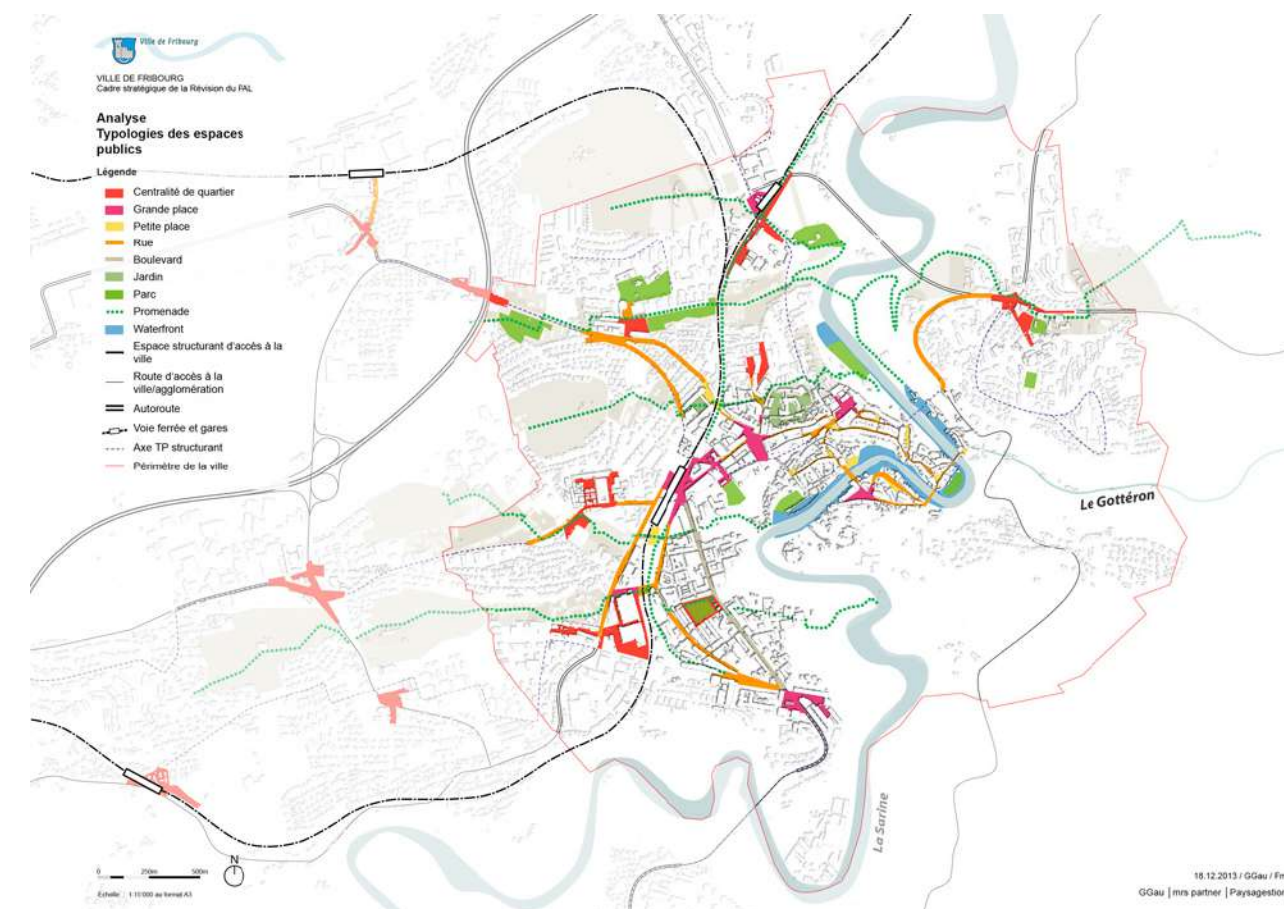 Ville de Fribourg
VILLE DE FRIBOURG
Cadre stratégique de la Révision du PAL
Analyse
Typologies des espaces
publics
Légende
Centralité de quartier
Grande place
Petite place
Rue
Boulevard
Jardin
Parc
Promenade
Waterfront
Espace structurant d'accès à la
ville
Route d'accès à la
ville/agglomération
Autoroute
Voie ferrée et gares
Axe TP structurant
Périmètre de la ville
Le Gottéron
La Sarine
N
0 250m 500m
Echelle : 1:10'000 au format A3
18.12.2013 / GGau /
GGau | mrs partner | Paysagestion